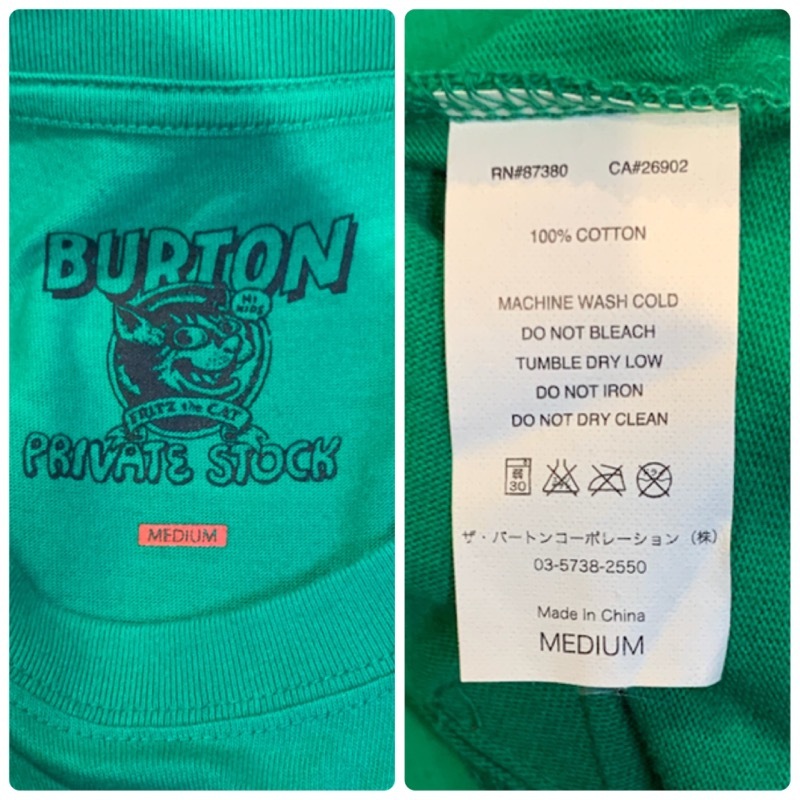 BURTON
HI
KIDS
FRITZ the CAT
PRIVATE STOCK
MEDIUM
RN#87380 CA#26902
100% COTTON
MACHINE WASH COLD
DO NOT BLEACH
TUMBLE DRY LOW
DO NOT IRON
DO NOT DRY CLEAN
弱
30
ザ・バートンコーポレーション (株)
03-5738-2550
Made in China
MEDIUM